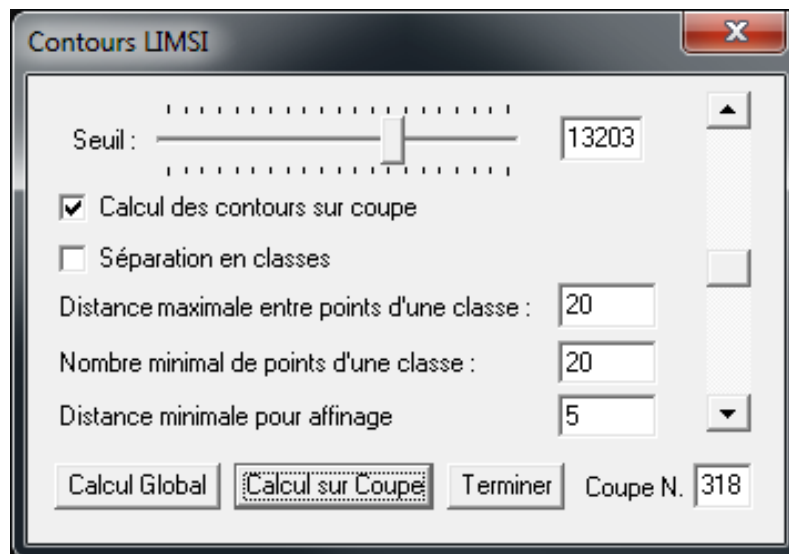 Contours LIMSI
Seuil : 13203
Calcul des contours sur coupe
Séparation en classes
Distance maximale entre points d'une classe : 20
Nombre minimal de points d'une classe : 20
Distance minimale pour affinage 5
Calcul Global Calcul sur Coupe Terminer Coupe N. 318